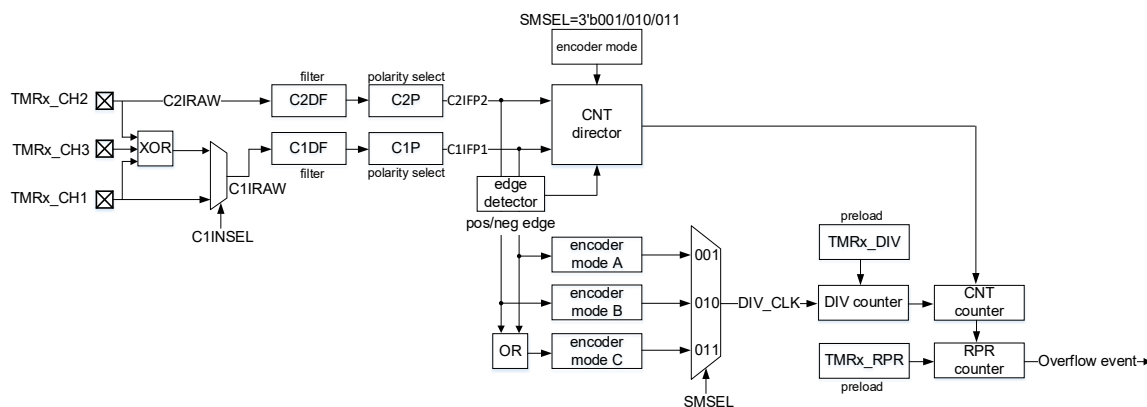 SMSEL=3'b001/010/011
encoder mode
filter
polarity select
TMRx_CH2
C2IRAW
C2DF
C2P
C2IFP2
CNT
director
TMRx_CH3
XOR
C1DF
C1P
C1IFP1
filter
polarity select
C1IRAW
TMRx_CH1
edge
detector
C1INSEL
pos/neg edge
preload
encoder
mode A
001
TMRx_DIV
encoder
mode B
010
DIV_CLK
DIV counter
CNT
counter
OR
encoder
mode C
011
TMRx_RPR
RPR
counter
Overflow event
preload
SMSEL